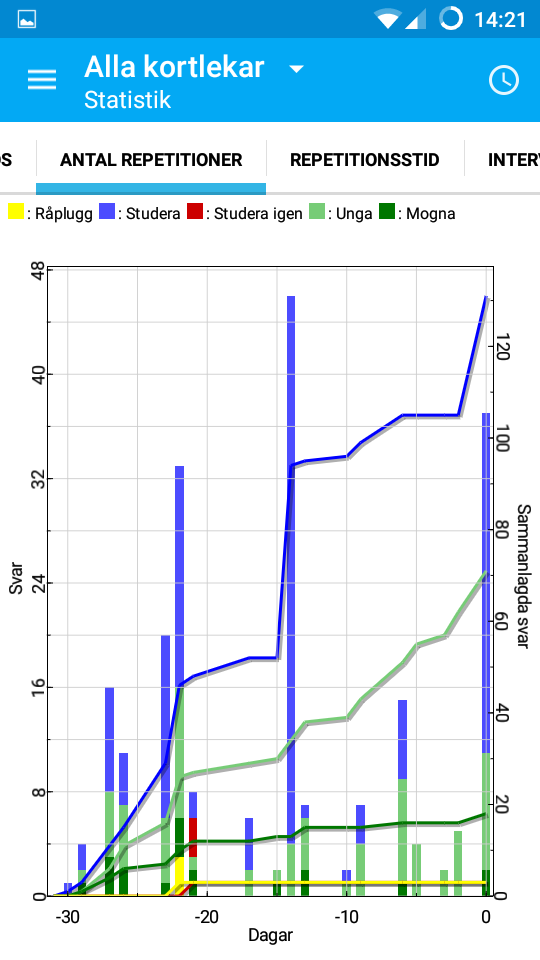 14:21
Alla kortlekar
Statistik
S ANTAL REPETITIONER REPETITIONSTID INTERV
: Råplugg : Studera : Studera igen : Unga : Mogna
48
40
32
24
16
8
0
Svar
120
100
80
60
40
20
0
Sammanlagda svar
-30 -20 -10 0
Dagar